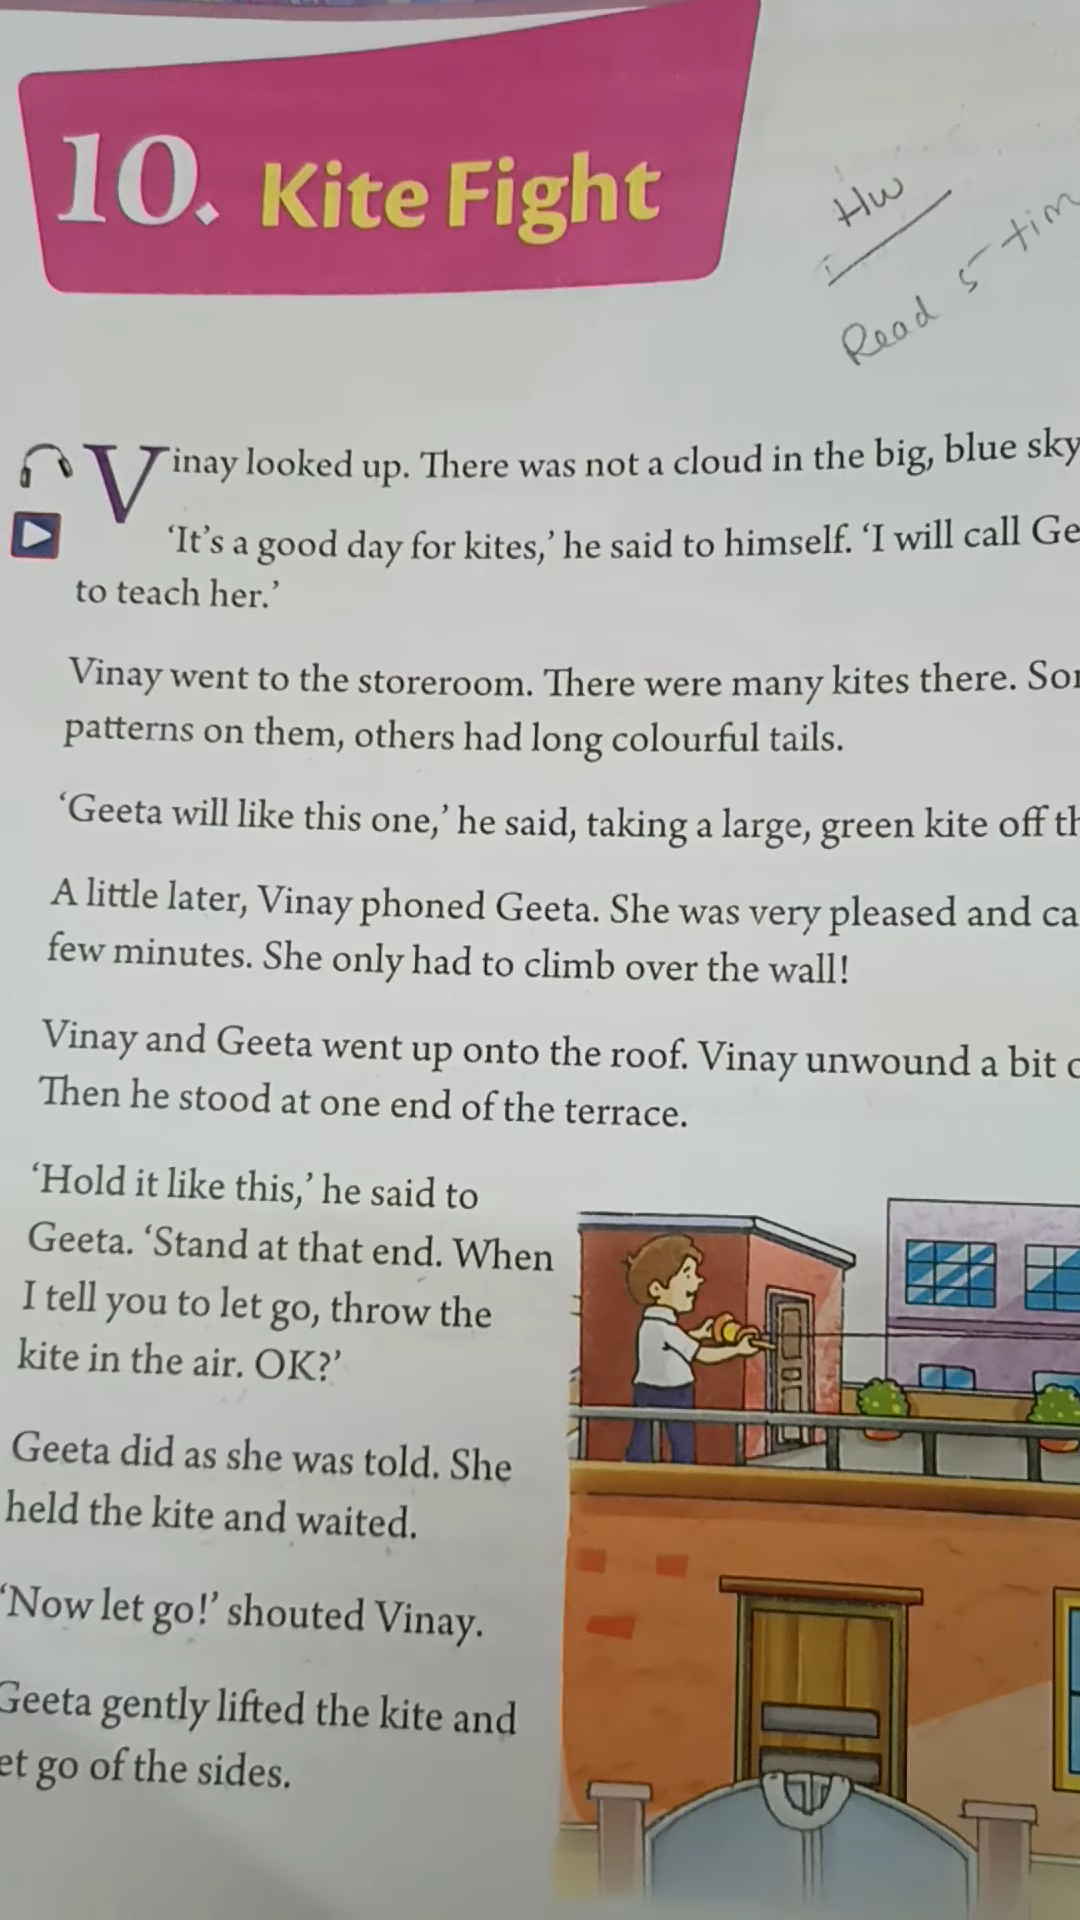 10. Kite Fight
HW
Read 5
Vinay looked up. There was not a cloud in the big, blue sky
‘It’s a good day for kites,’ he said to himself. ‘I will call
to teach her.’
Vinay went to the storeroom. There were many kites there.
patterns on them, others had long colourful tails.
‘Geeta will like this one,’ he said, taking a large, green kite off
A little later, Vinay phoned Geeta. She was very pleased and
few minutes. She only had to climb over the wall!
Vinay and Geeta went up onto the roof. Vinay unwound a bit
Then he stood at one end of the terrace.
‘Hold it like this,’ he said to
Geeta. ‘Stand at that end. When
I tell you to let go, throw the
kite in the air. OK?’
Geeta did as she was told. She
held the kite and waited.
‘Now let go!’ shouted Vinay.
Geeta gently lifted the kite and
go of the sides.